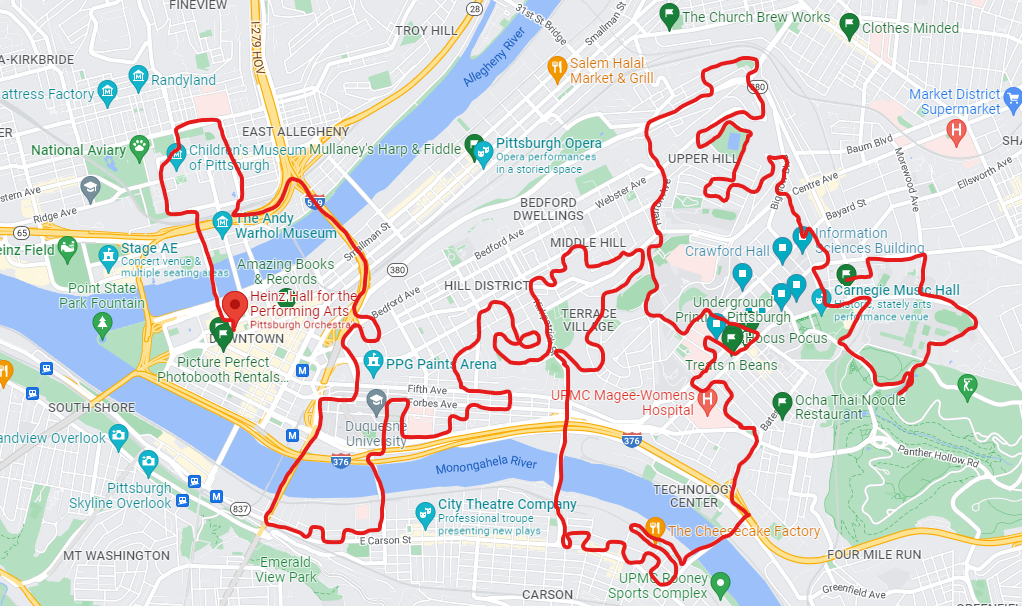 FINEVIEW
28
31st St Bridge
Smallman St
The Church Brew Works
Clothes Minded
TROY HILL
I-279 HOV
A-KIRKBRIDE
Allegheny River
Salem Halal
Market & Grill
Randyland
attress Factory
580
Market District
Supermarket
EAST ALLEGHENY
National Aviary
Children's Museum
of Pittsburgh
Mullaney's Harp & Fiddle
Pittsburgh Opera
Opera performances
in a storied space
UPPER HILL
Baum Blvd
Morewood Ave
Ellsworth Ave
SHA
Centre Ave
Bayard St
stern Ave
Ridge Ave
579
Webster Ave
BEDFORD
DWELLINGS
The Andy
Warhol Museum
65
Smallman St
Bedford Ave
MIDDLE HILL
Crawford Hall
Information
Sciences Building
einz Field
Stage AE
Concert venue &
multiple seating areas
Amazing Books
& Records
380
HILL DISTRICT
Point State
Park Fountain
Heinz Hall for the
Performing Arts
Pittsburgh Orchestra
Bedford Ave
TERRACE
VILLAGE
Carnegie Music Hall
Historic, stately arts
performance venue
Underground
Pittsburgh
Hocus Pocus
DOWNTOWN
Picture Perfect
Photobooth Rentals...
PPG Paints Arena
Treats n Beans
Fifth Ave
Forbes Ave
UPMC Magee-Womens
Hospital
Ocha Thai Noodle
Restaurant
SOUTH SHORE
Duquesne
University
376
376
Panther Hollow Rd
andview Overlook
Monongahela River
Pittsburgh
Skyline Overlook
TECHNOLOGY
CENTER
837
City Theatre Company
Professional troupe
presenting new plays
The Cheesecake Factory
E Carson St
MT WASHINGTON
Emerald
View Park
FOUR MILE RUN
UPMC Rooney
Sports Complex
Greenfield Ave
CARSON